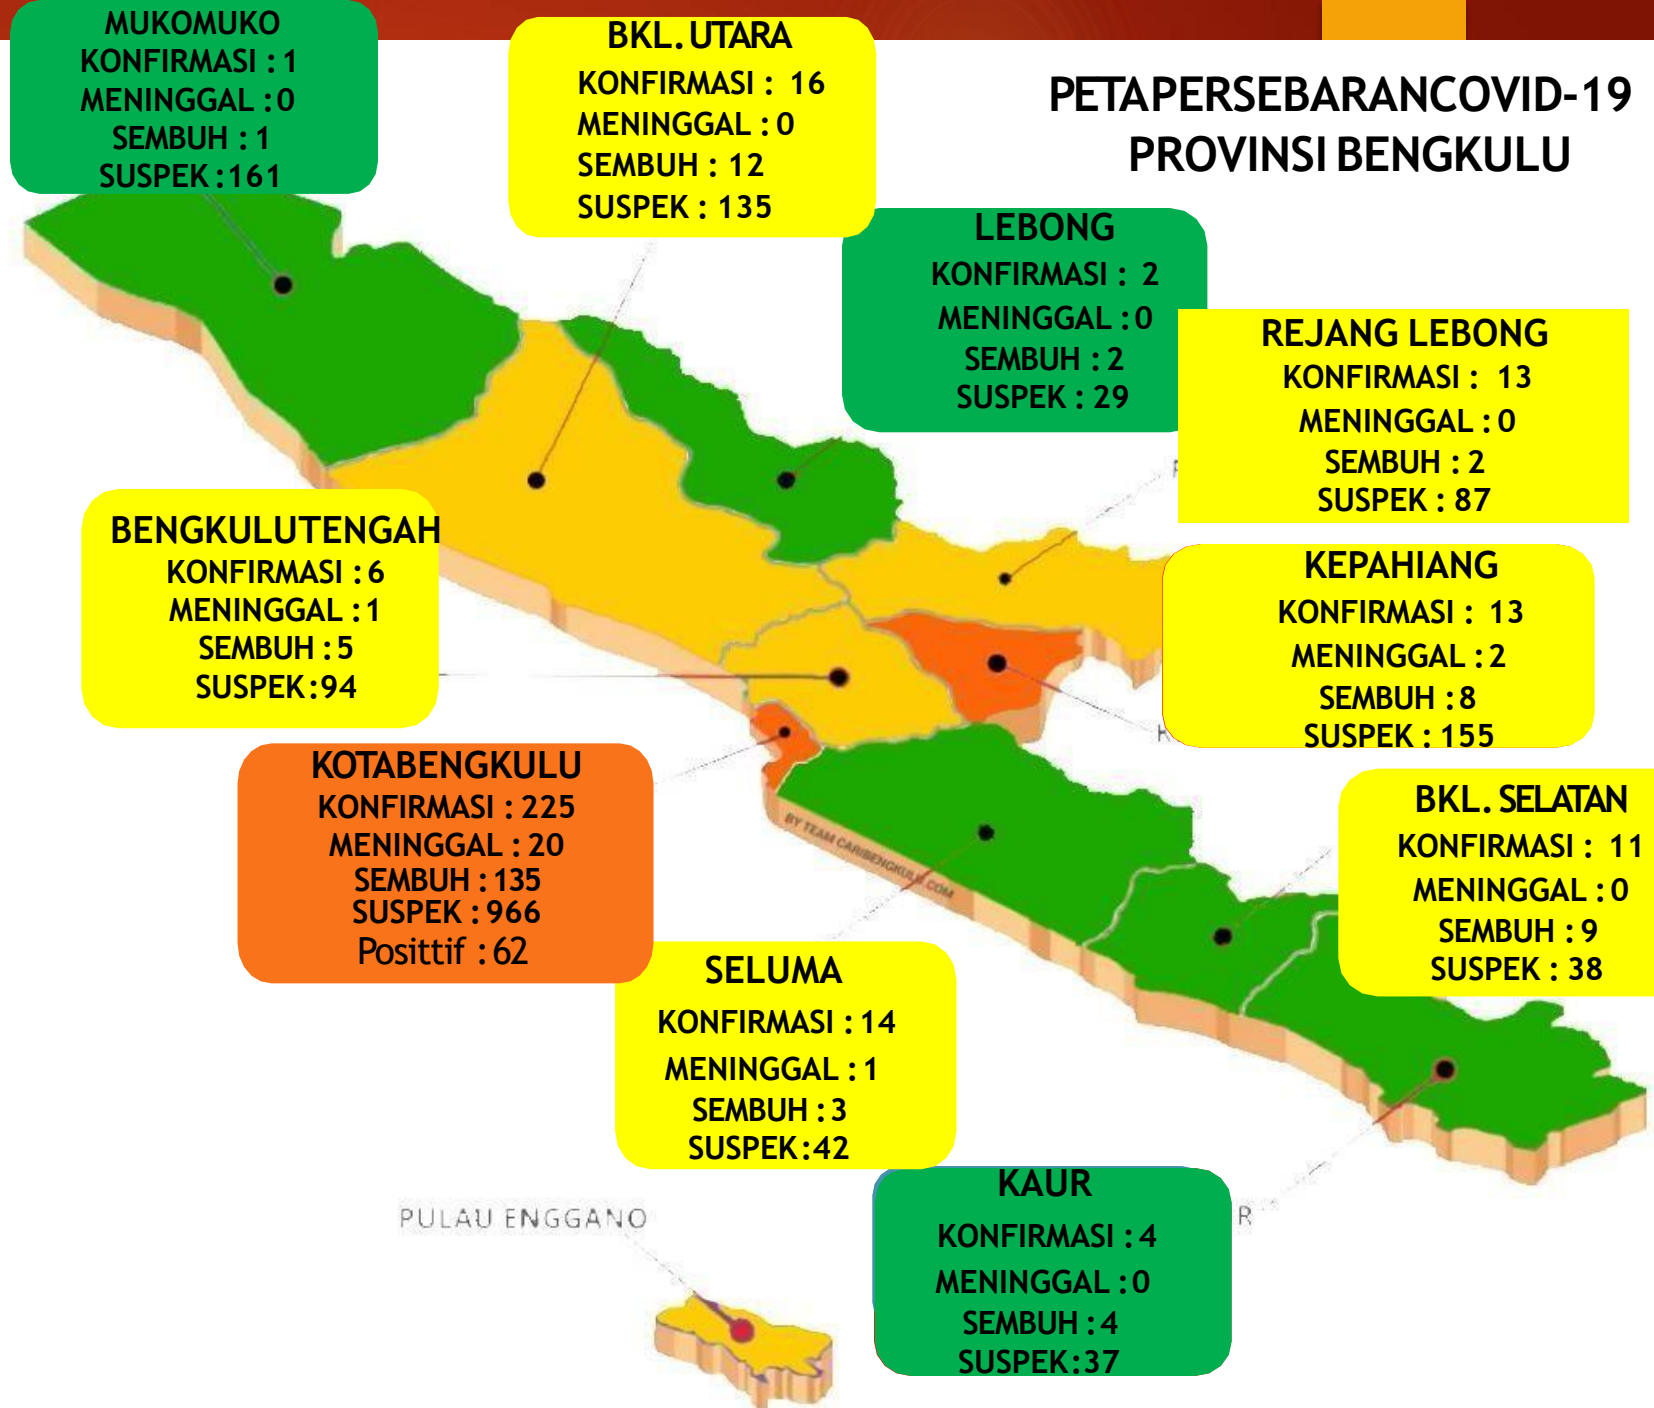 MUKOMUKO
KONFIRMASI : 1
MENINGGAL : 0
SEMBUH : 1
SUSPEK : 161
BKL. UTARA
KONFIRMASI : 16
MENINGGAL : 0
SEMBUH : 12
SUSPEK : 135
PETAPERSEBARANCOVID-19
PROVINSI BENGKULU
LEBONG
KONFIRMASI : 2
MENINGGAL : 0
SEMBUH : 2
SUSPEK : 29
REJANG LEBONG
KONFIRMASI : 13
MENINGGAL : 0
SEMBUH : 2
SUSPEK : 87
BENGKULUTENGAH
KONFIRMASI : 6
MENINGGAL : 1
SEMBUH : 5
SUSPEK : 94
KEPAHIANG
KONFIRMASI : 13
MENINGGAL : 2
SEMBUH : 8
SUSPEK : 155
KOTABENGKULU
KONFIRMASI : 225
MENINGGAL : 20
SEMBUH : 135
SUSPEK : 966
Posittif : 62
BKL. SELATAN
KONFIRMASI : 11
MENINGGAL : 0
SEMBUH : 9
SUSPEK : 38
BY TEAM CARIBENGKULU.COM
SELUMA
KONFIRMASI : 14
MENINGGAL : 1
SEMBUH : 3
SUSPEK : 42
KAUR
KONFIRMASI : 4
MENINGGAL : 0
SEMBUH : 4
SUSPEK : 37
PULAU ENGGANO
R